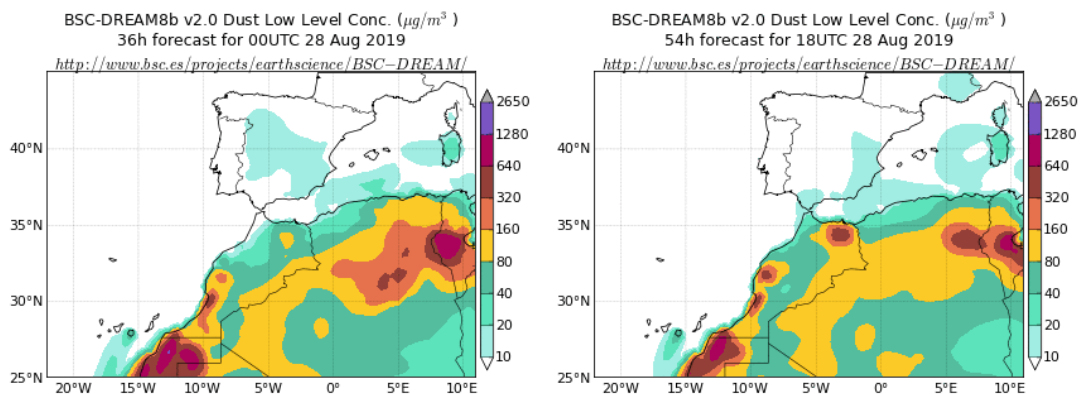 BSC-DREAM8b v2.0 Dust Low Level Conc. (μg/m³ )
36h forecast for 00UTC 28 Aug 2019
http://www.bsc.es/projects/earthscience/BSC−DREAM/
40°N
35°N
30°N
25°N
20°W
15°W
10°W
5°W
0°
5°E
10°E
2650
1280
640
320
160
80
40
20
10
BSC-DREAM8b v2.0 Dust Low Level Conc. (μg/m³ )
54h forecast for 18UTC 28 Aug 2019
http://www.bsc.es/projects/earthscience/BSC−DREAM/
40°N
35°N
30°N
25°N
20°W
15°W
10°W
5°W
0°
5°E
10°E
2650
1280
640
320
160
80
40
20
10